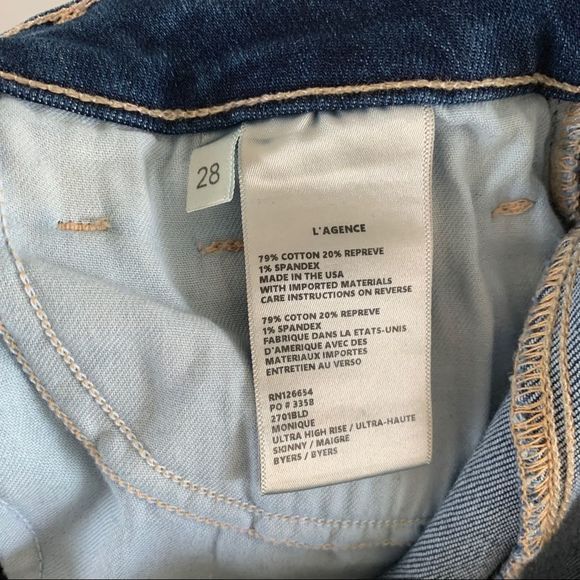 28
L'AGENCE
79% COTTON 20% REPREVE
1% SPANDEX
MADE IN THE USA
WITH IMPORTED MATERIALS
CARE INSTRUCTIONS ON REVERSE
79% COTON 20% REPREVE
1% SPANDEX
FABRIQUE DANS LA ETATS-UNIS
D'AMERIQUE AVEC DES
MATERIAUX IMPORTES
ENTRETIEN AU VERSO
RN126654
PO # 3358
2701BLD
MONIQUE
ULTRA HIGH RISE / ULTRA-HAUTE
SKINNY / MAIGRE
BYERS / BYERS